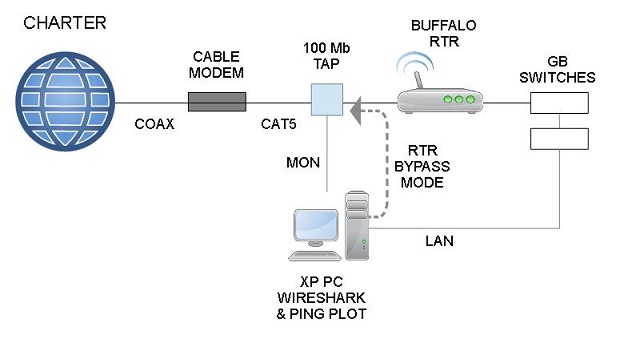 CHARTER
CABLE
MODEM
100 Mb
TAP
BUFFALO
RTR
GB
SWITCHES
COAX
CAT5
MON
RTR
BYPASS
MODE
LAN
XP PC
WIRESHARK
& PING PLOT